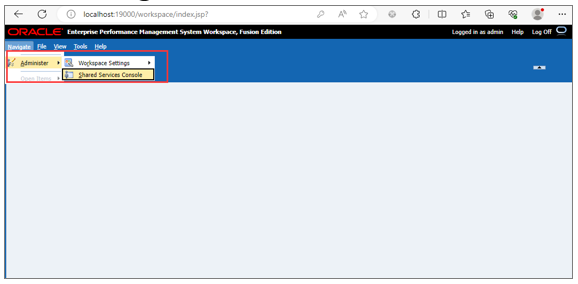 localhost:19000/workspace/index.jsp?
ORACLE Enterprise Performance Management System Workspace, Fusion Edition Logged in as admin Help Log Off
Navigate File View Tools Help
Administer Workspace Settings
Open Items Shared Services Console